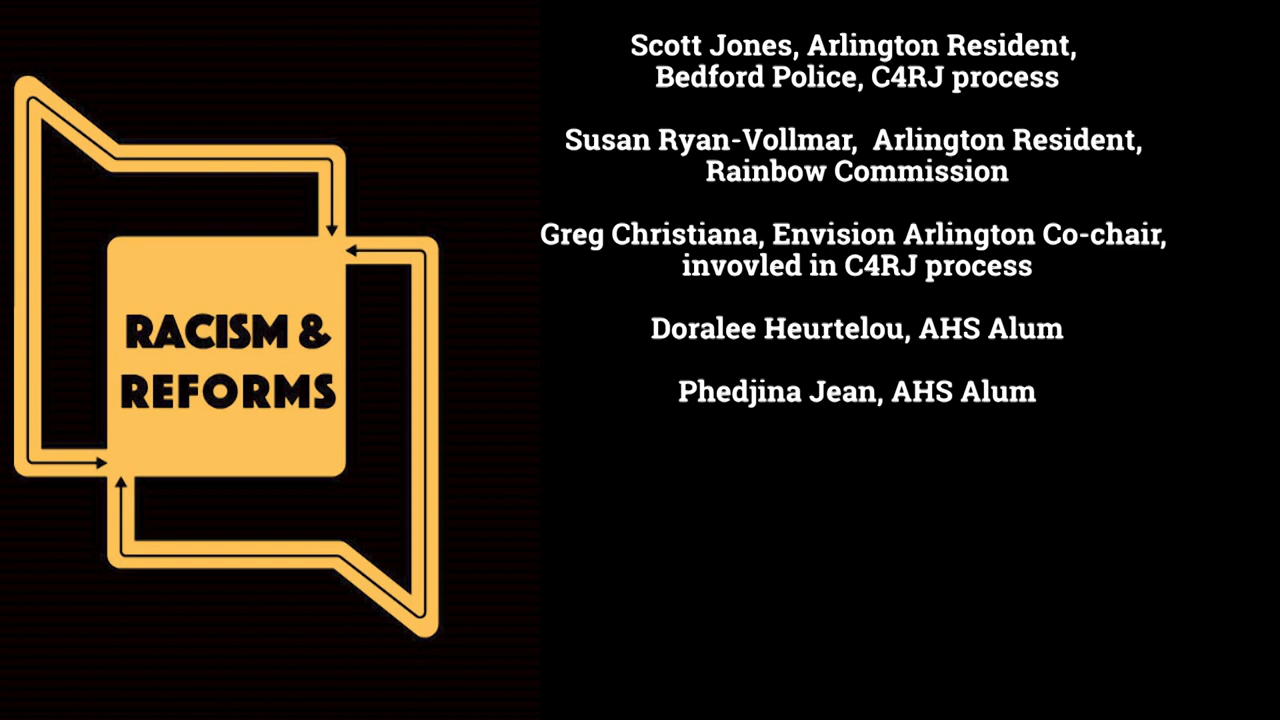 RACISM &
REFORMS
Scott Jones, Arlington Resident,
Bedford Police, C4RJ process
Susan Ryan-Vollmar,  Arlington Resident,
Rainbow Commission
Greg Christiana, Envision Arlington Co-chair,
invovled in C4RJ process
Doralee Heurtelou, AHS Alum
Phedjina Jean, AHS Alum